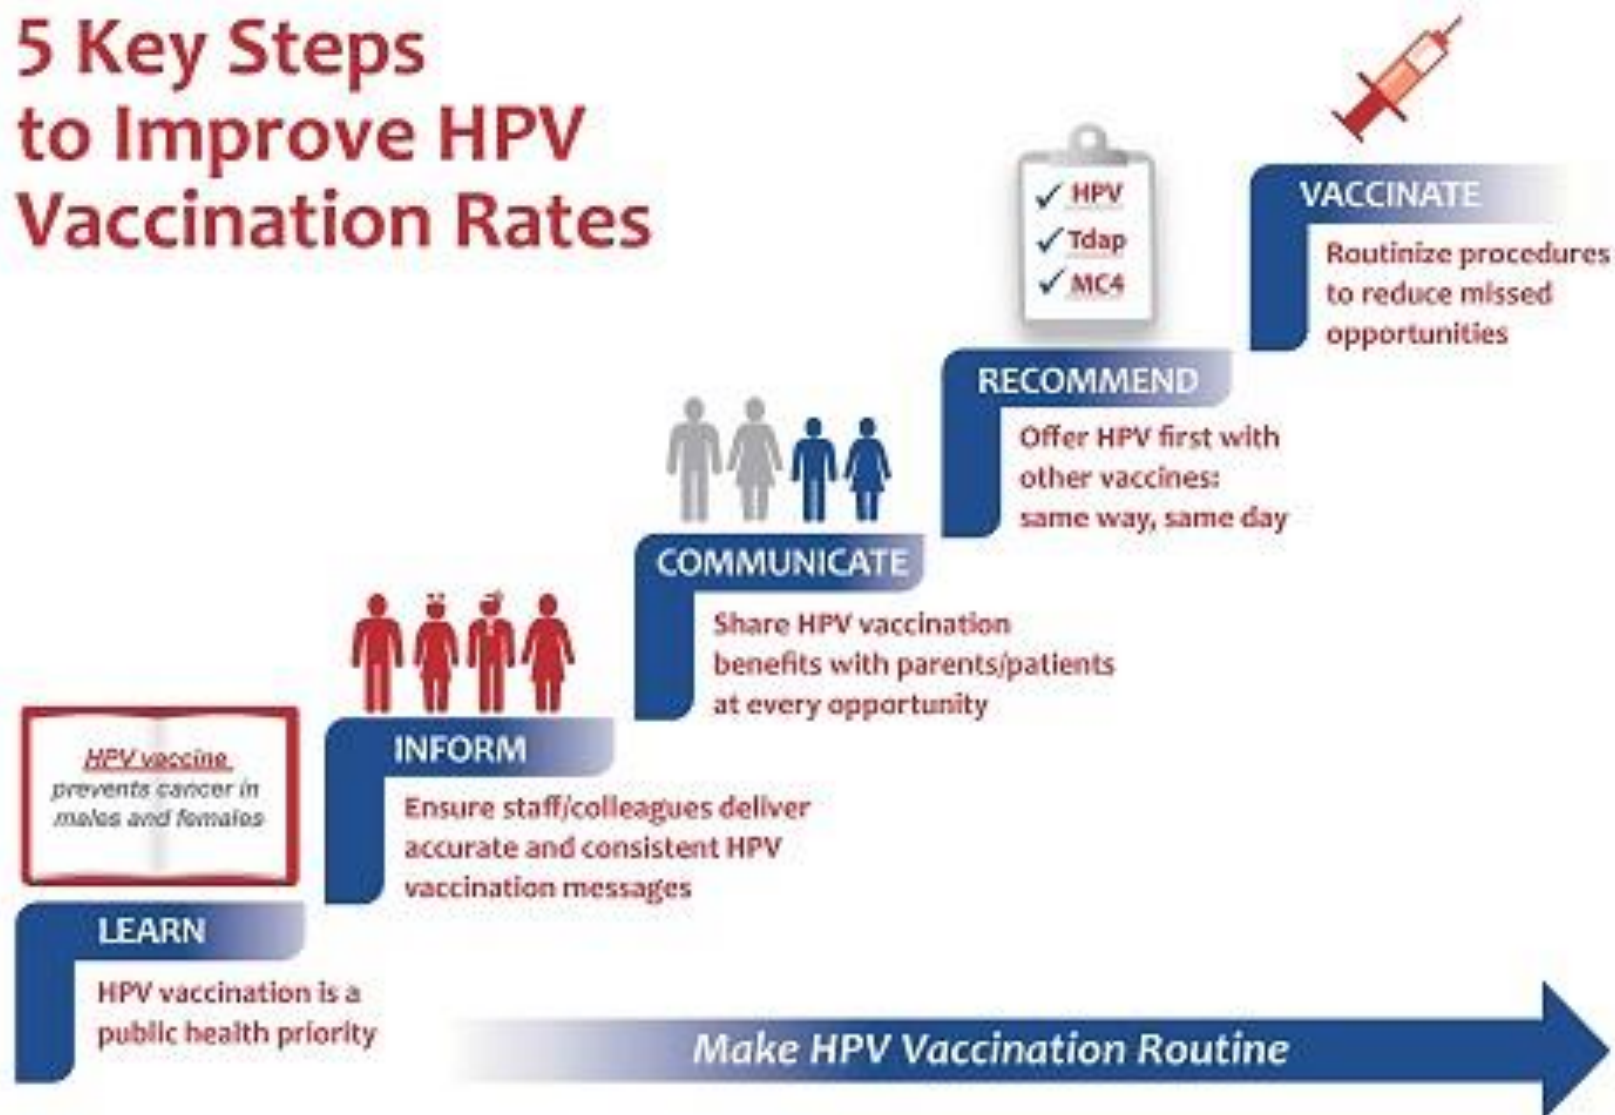 5 Key Steps
to Improve HPV
Vaccination Rates
HPV vaccine
prevents cancer in
males and females
LEARN
HPV vaccination is a
public health priority
INFORM
Ensure staff/colleagues deliver
accurate and consistent HPV
vaccination messages
COMMUNICATE
Share HPV vaccination
benefits with parents/patients
at every opportunity
✓ HPV
✓ Tdap
✓ MC4
RECOMMEND
Offer HPV first with
other vaccines:
same way, same day
VACCINATE
Routinize procedures
to reduce missed
opportunities
Make HPV Vaccination Routine